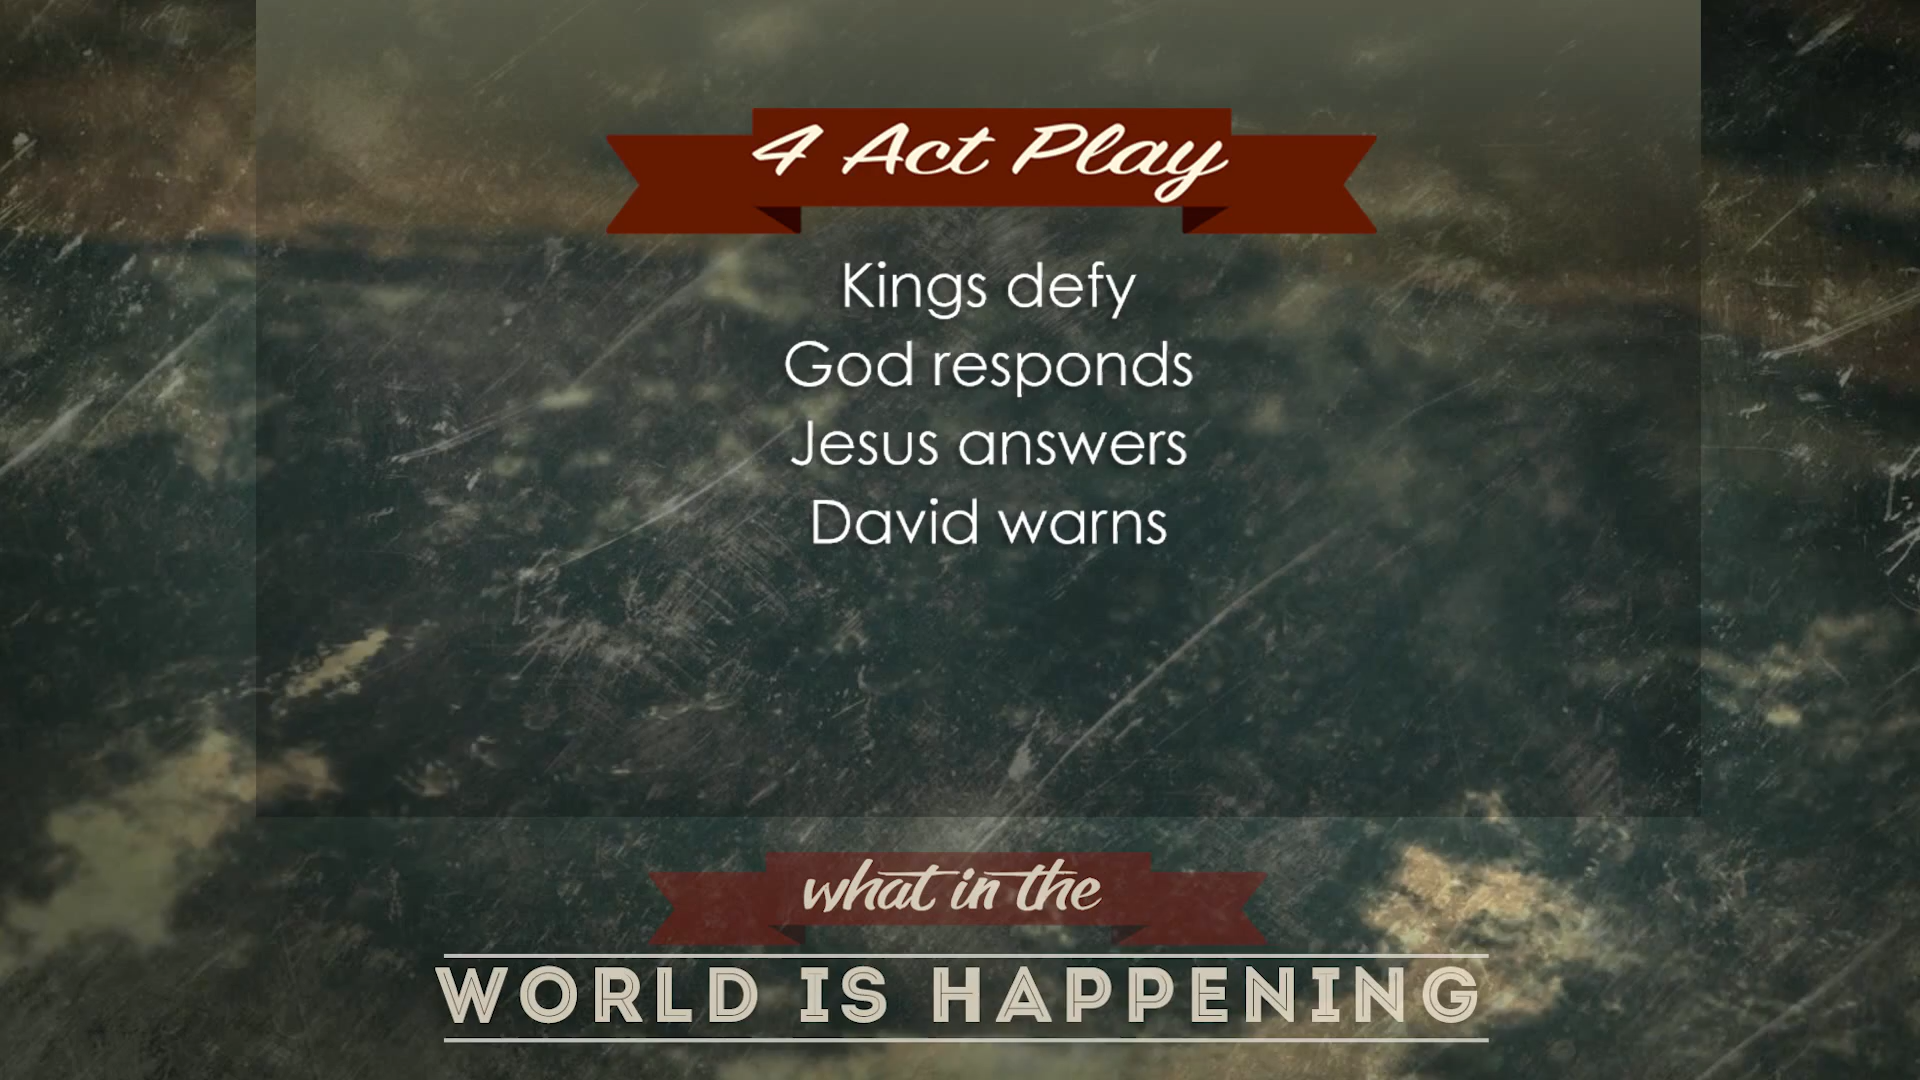 4 Act Play
Kings defy
God responds
Jesus answers
David warns
what in the
WORLD IS HAPPENING